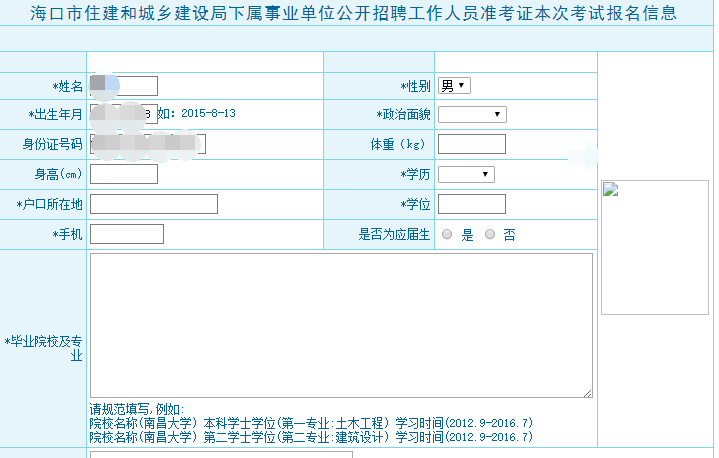 海口市住建和城乡建设局下属事业单位公开招聘工作人员准考证本次考试报名信息
*姓名
*性别 男
*出生年月 8 如: 2015-8-13
*政治面貌
身份证号码
体重(kg)
身高(cm)
*学历
*户口所在地
*学位
*手机
是否为应届生 是 否
*毕业院校及专业
请规范填写,例如:
院校名称(南昌大学) 本科学士学位(第一专业:土木工程) 学习时间(2012.9-2016.7)
院校名称(南昌大学) 第二学士学位(第二专业:建筑设计) 学习时间(2012.9-2016.7)